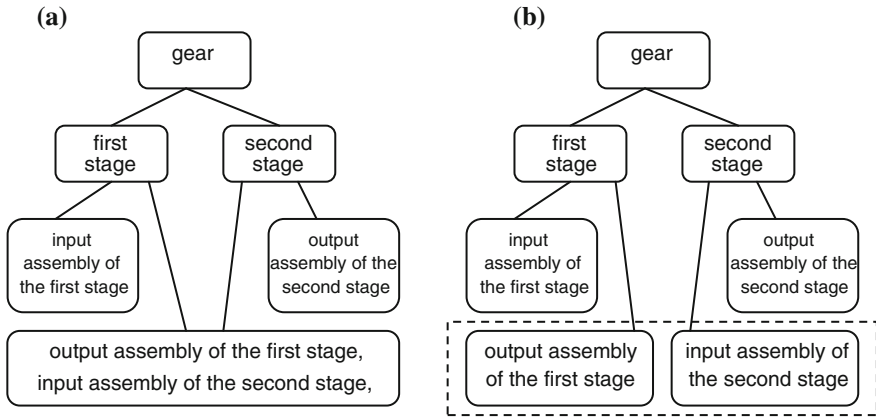 (a)
gear
first
stage
second
stage
input
assembly of
the first stage
output
assembly of the
second stage
output assembly of the first stage,
input assembly of the second stage,
(b)
gear
first
stage
second
stage
input
assembly of
the first stage
output
assembly of the
second stage
output assembly
of the first stage
input assembly of
the second stage